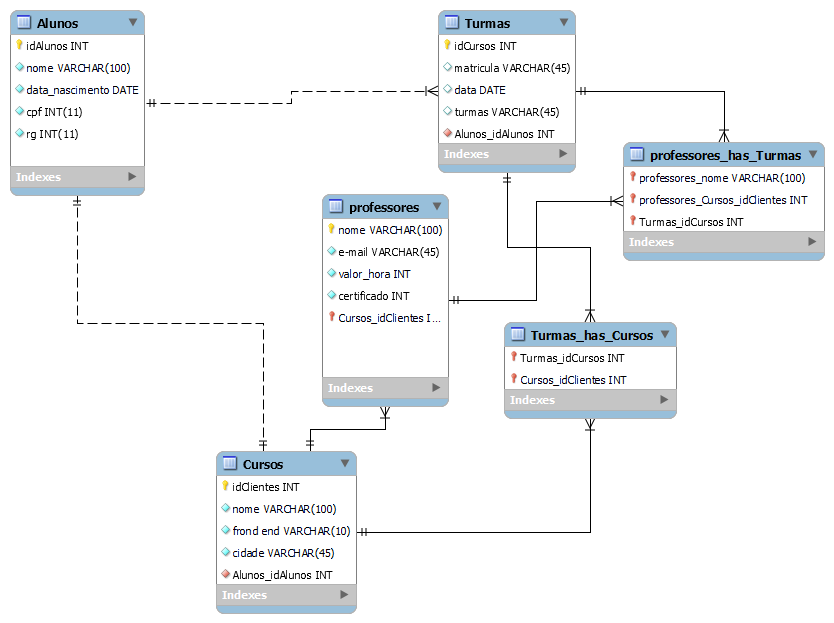 Alunos
idAlunos INT
nome VARCHAR(100)
data_nascimento DATE
cpf INT(11)
rg INT(11)
Indexes
Turmas
idCursos INT
matricula VARCHAR(45)
data DATE
turmas VARCHAR(45)
Alunos_idAlunos INT
Indexes
professores_has_Turmas
professores_nome VARCHAR(100)
professores_Cursos_idClientes INT
Turmas_idCursos INT
Indexes
professores
nome VARCHAR(100)
e-mail VARCHAR(45)
valor_hora INT
certificado INT
Cursos_idClientes I...
Indexes
Turmas_has_Cursos
Turmas_idCursos INT
Cursos_idClientes INT
Indexes
Cursos
idClientes INT
nome VARCHAR(100)
frond end VARCHAR(10)
cidade VARCHAR(45)
Alunos_idAlunos INT
Indexes